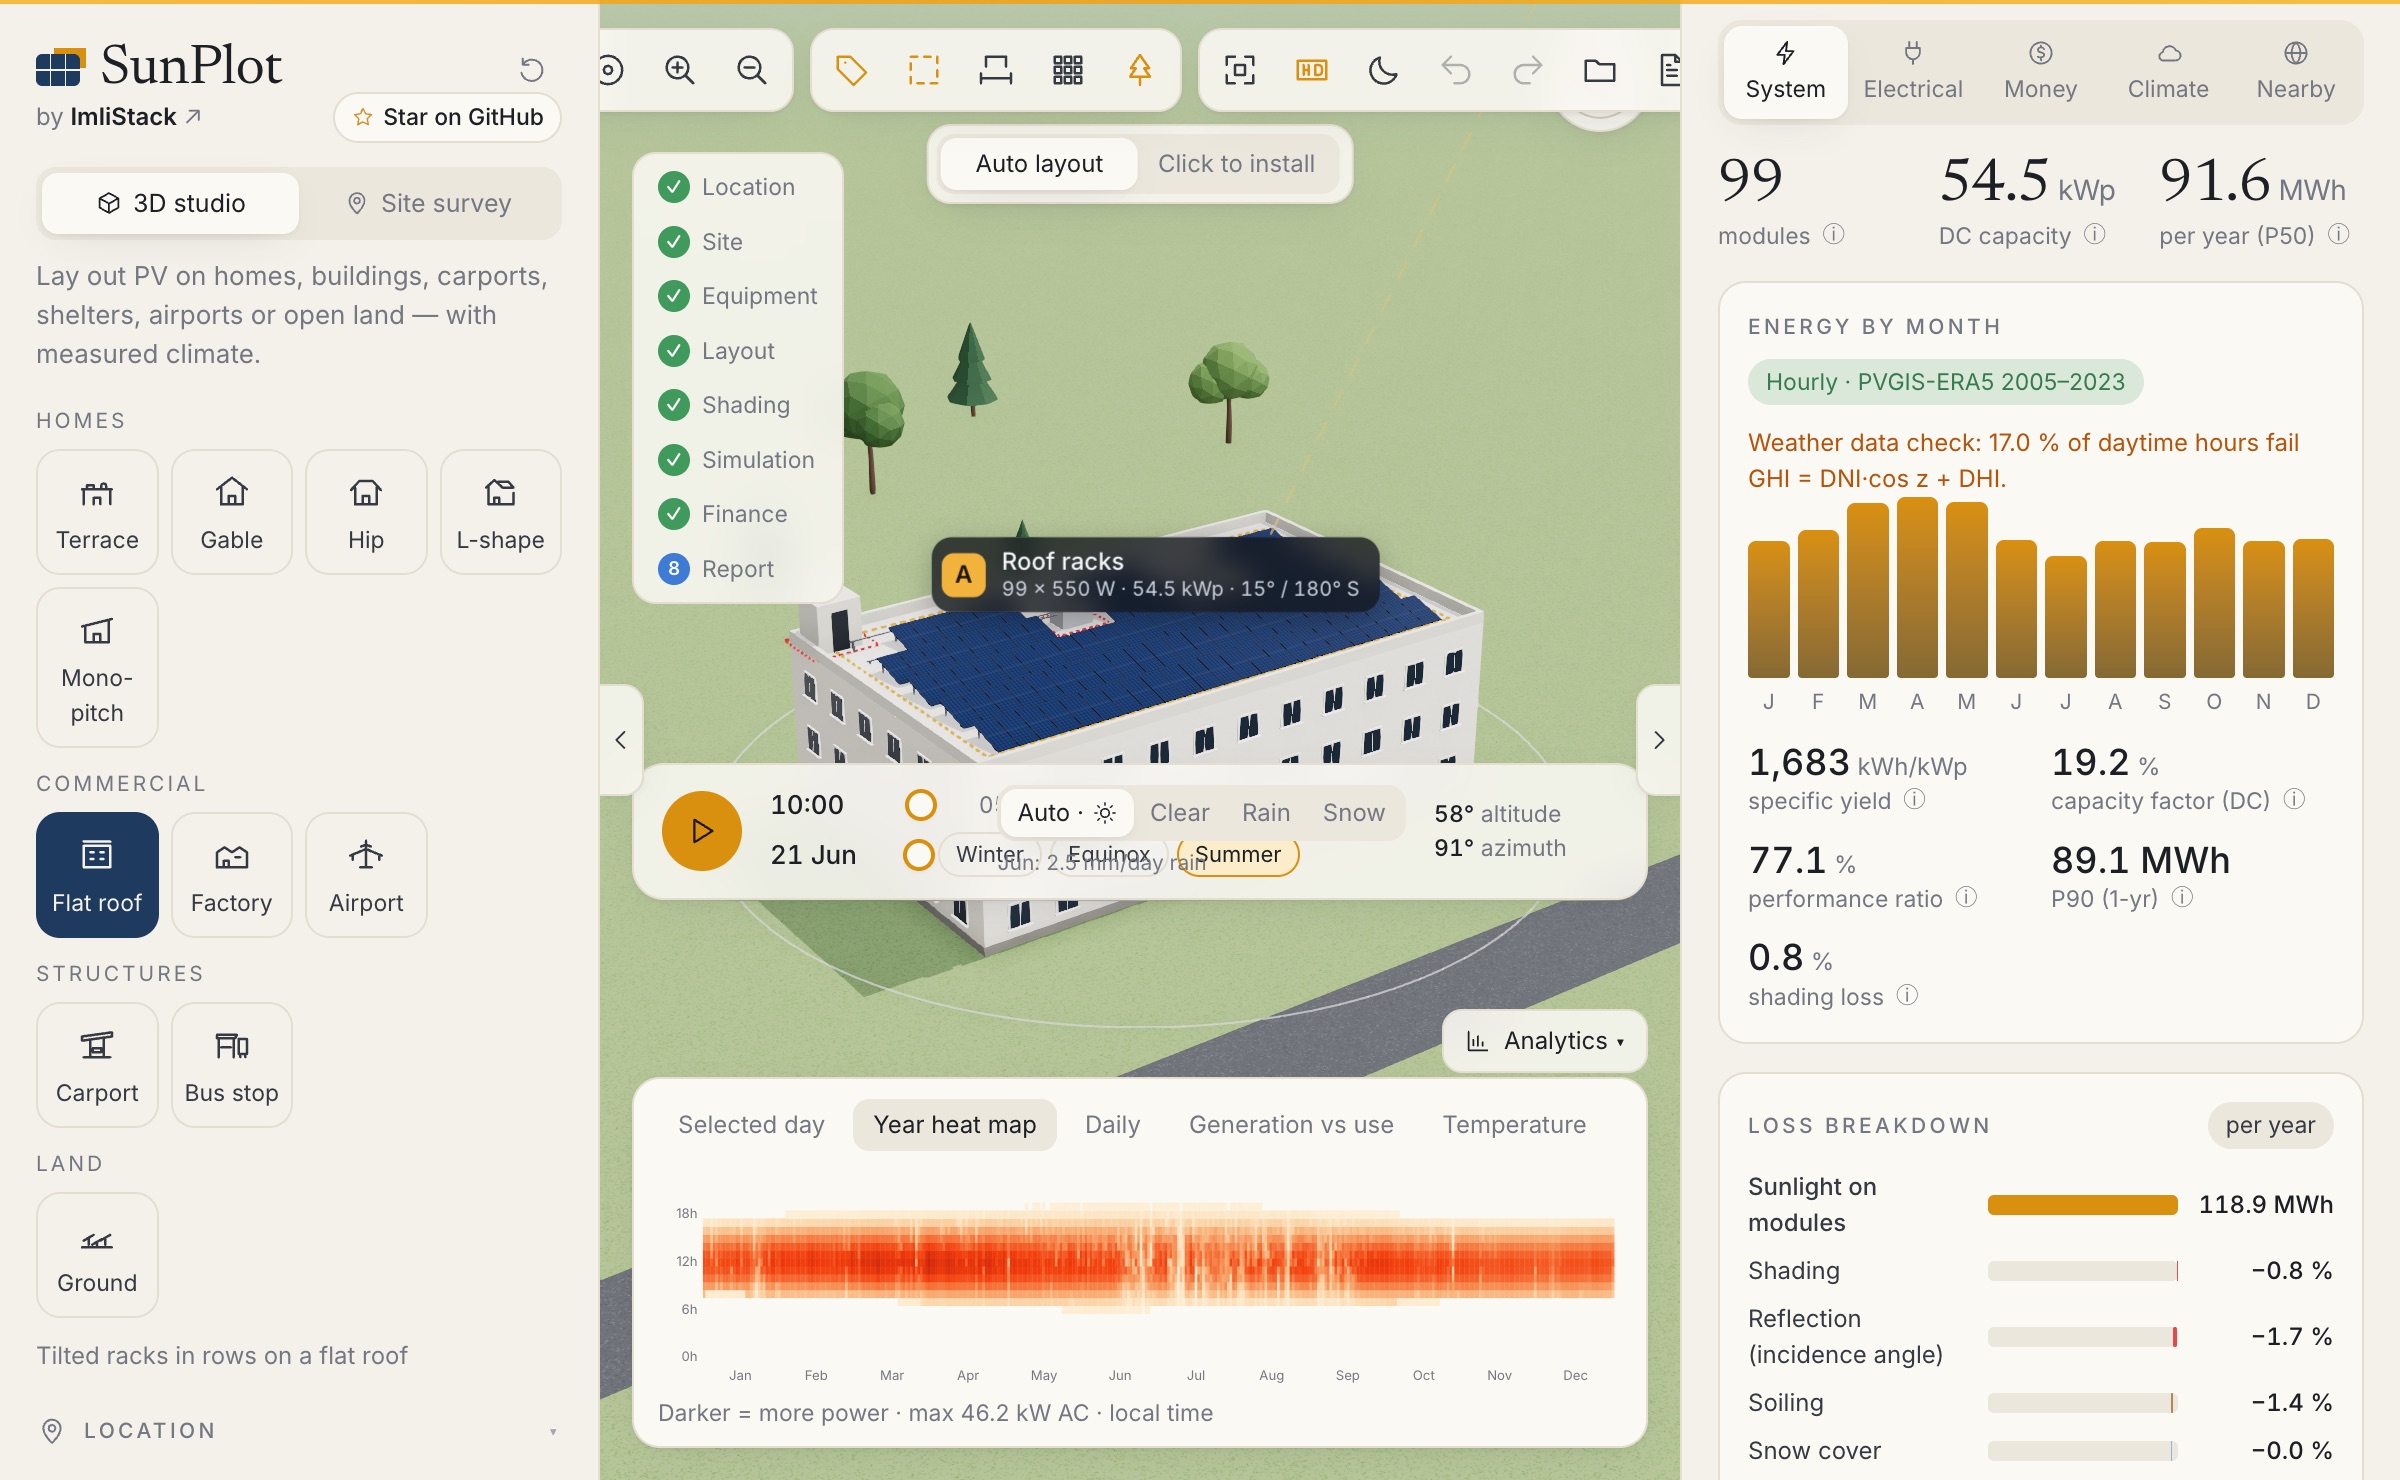 SunPlot
by ImliStack ↗
Star on GitHub
3D studio
Site survey
Lay out PV on homes, buildings, carports,
shelters, airports or open land — with
measured climate.
HOMES
Terrace
Gable
Hip
L-shape
Mono-
pitch
COMMERCIAL
Flat roof
Factory
Airport
STRUCTURES
Carport
Bus stop
LAND
Ground
Tilted racks in rows on a flat roof
LOCATION
HD
Auto layout
Click to install
Location
Site
Equipment
Layout
Shading
Simulation
Finance
8 Report
A
Roof racks
99 × 550 W · 54.5 kWp · 15° / 180° S
10:00
21 Jun
Auto ·
Clear
Rain
Snow
Winter
Equinox
Summer
Jun: 2.5 mm/day rain
58° altitude
91° azimuth
Analytics
Selected day
Year heat map
Daily
Generation vs use
Temperature
18h
12h
6h
0h
Jan Feb Mar Apr May Jun Jul Aug Sep Oct Nov Dec
Darker = more power · max 46.2 kW AC · local time
System
Electrical
Money
Climate
Nearby
99
modules
54.5 kWp
DC capacity
91.6 MWh
per year (P50)
ENERGY BY MONTH
Hourly · PVGIS-ERA5 2005–2023
Weather data check: 17.0 % of daytime hours fail
GHI = DNI·cos z + DHI.
J F M A M J J A S O N D
1,683 kWh/kWp
specific yield
19.2 %
capacity factor (DC)
77.1 %
performance ratio
89.1 MWh
P90 (1-yr)
0.8 %
shading loss
LOSS BREAKDOWN
per year
Sunlight on
modules
118.9 MWh
Shading
−0.8 %
Reflection
(incidence angle)
−1.7 %
Soiling
−1.4 %
Snow cover
−0.0 %